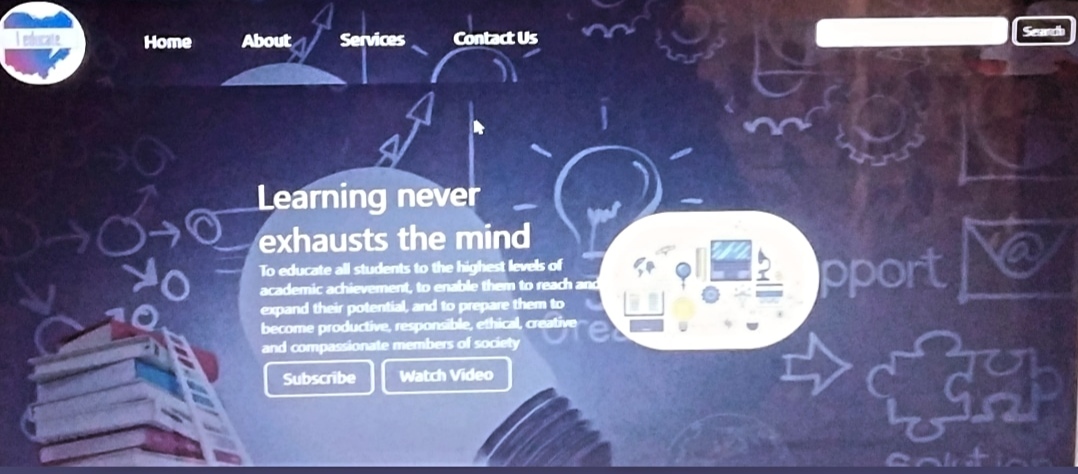 I educate
Home About Services Contact Us
Search
Learning never
exhausts the mind
To educate all students to the highest levels of
academic achievement, to enable them to reach and
expand their potential, and to prepare them to
become productive, responsible, ethical, creative
and compassionate members of society
Subscribe Watch Video
pport
rea
@
solution